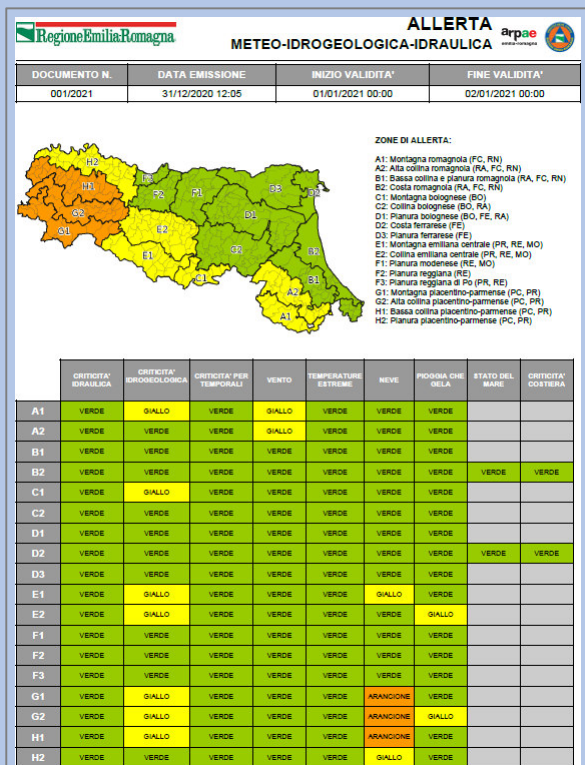 RegioneEmilia-Romagna
ALLERTA
METEO-IDROGEOLOGICA-IDRAULICA
arpae
emilia-romagna
DOCUMENTO N. DATA EMISSIONE INIZIO VALIDITA' FINE VALIDITA'
001/2021 31/12/2020 12:05 01/01/2021 00:00 02/01/2021 00:00
ZONE DI ALLERTA:
A1: Montagna romagnola (FC, RN)
A2: Alta collina romagnola (RA, FC, RN)
B1: Bassa collina e pianura romagnola (RA, FC, RN)
B2: Costa romagnola (RA, FC, RN)
C1: Montagna bolognese (BO)
C2: Collina bolognese (BO, RA)
D1: Pianura bolognese (BO, FE, RA)
D2: Costa ferrarese (FE)
D3: Pianura ferrarese (FE)
E1: Montagna emiliana centrale (PR, RE, MO)
E2: Collina emiliana centrale (PR, RE, MO)
F1: Pianura modenese (RE, MO)
F2: Pianura reggiana (RE)
F3: Pianura reggiana di Po (PR, RE)
G1: Montagna piacentino-parmense (PC, PR)
G2: Alta collina piacentino-parmense (PC, PR)
H1: Bassa collina piacentino-parmense (PC, PR)
H2: Pianura piacentino-parmense (PC, PR)
H2
H1
F3
F2
F1
D3
D2
G2
G1
E2
D1
E1
C2
C1
B2
B1
A2
A1
CRITICITA' IDRAULICA CRITICITA' IDROGEOLOGICA CRITICITA' PER TEMPORALI VENTO TEMPERATURE ESTREME NEVE PIOGGIA CHE GELA STATO DEL MARE CRITICITA' COSTIERA
A1 VERDE GIALLO VERDE GIALLO VERDE VERDE VERDE
A2 VERDE VERDE VERDE GIALLO VERDE VERDE VERDE
B1 VERDE VERDE VERDE VERDE VERDE VERDE VERDE
B2 VERDE VERDE VERDE VERDE VERDE VERDE VERDE VERDE VERDE
C1 VERDE GIALLO VERDE VERDE VERDE VERDE VERDE
C2 VERDE VERDE VERDE VERDE VERDE VERDE VERDE
D1 VERDE VERDE VERDE VERDE VERDE VERDE VERDE
D2 VERDE VERDE VERDE VERDE VERDE VERDE VERDE VERDE VERDE
D3 VERDE VERDE VERDE VERDE VERDE VERDE VERDE
E1 VERDE GIALLO VERDE VERDE VERDE GIALLO VERDE
E2 VERDE GIALLO VERDE VERDE VERDE VERDE GIALLO
F1 VERDE VERDE VERDE VERDE VERDE VERDE VERDE
F2 VERDE VERDE VERDE VERDE VERDE VERDE VERDE
F3 VERDE VERDE VERDE VERDE VERDE VERDE VERDE
G1 VERDE GIALLO VERDE VERDE VERDE ARANCIONE VERDE
G2 VERDE GIALLO VERDE VERDE VERDE ARANCIONE GIALLO
H1 VERDE GIALLO VERDE VERDE VERDE ARANCIONE VERDE
H2 VERDE VERDE VERDE VERDE VERDE GIALLO VERDE